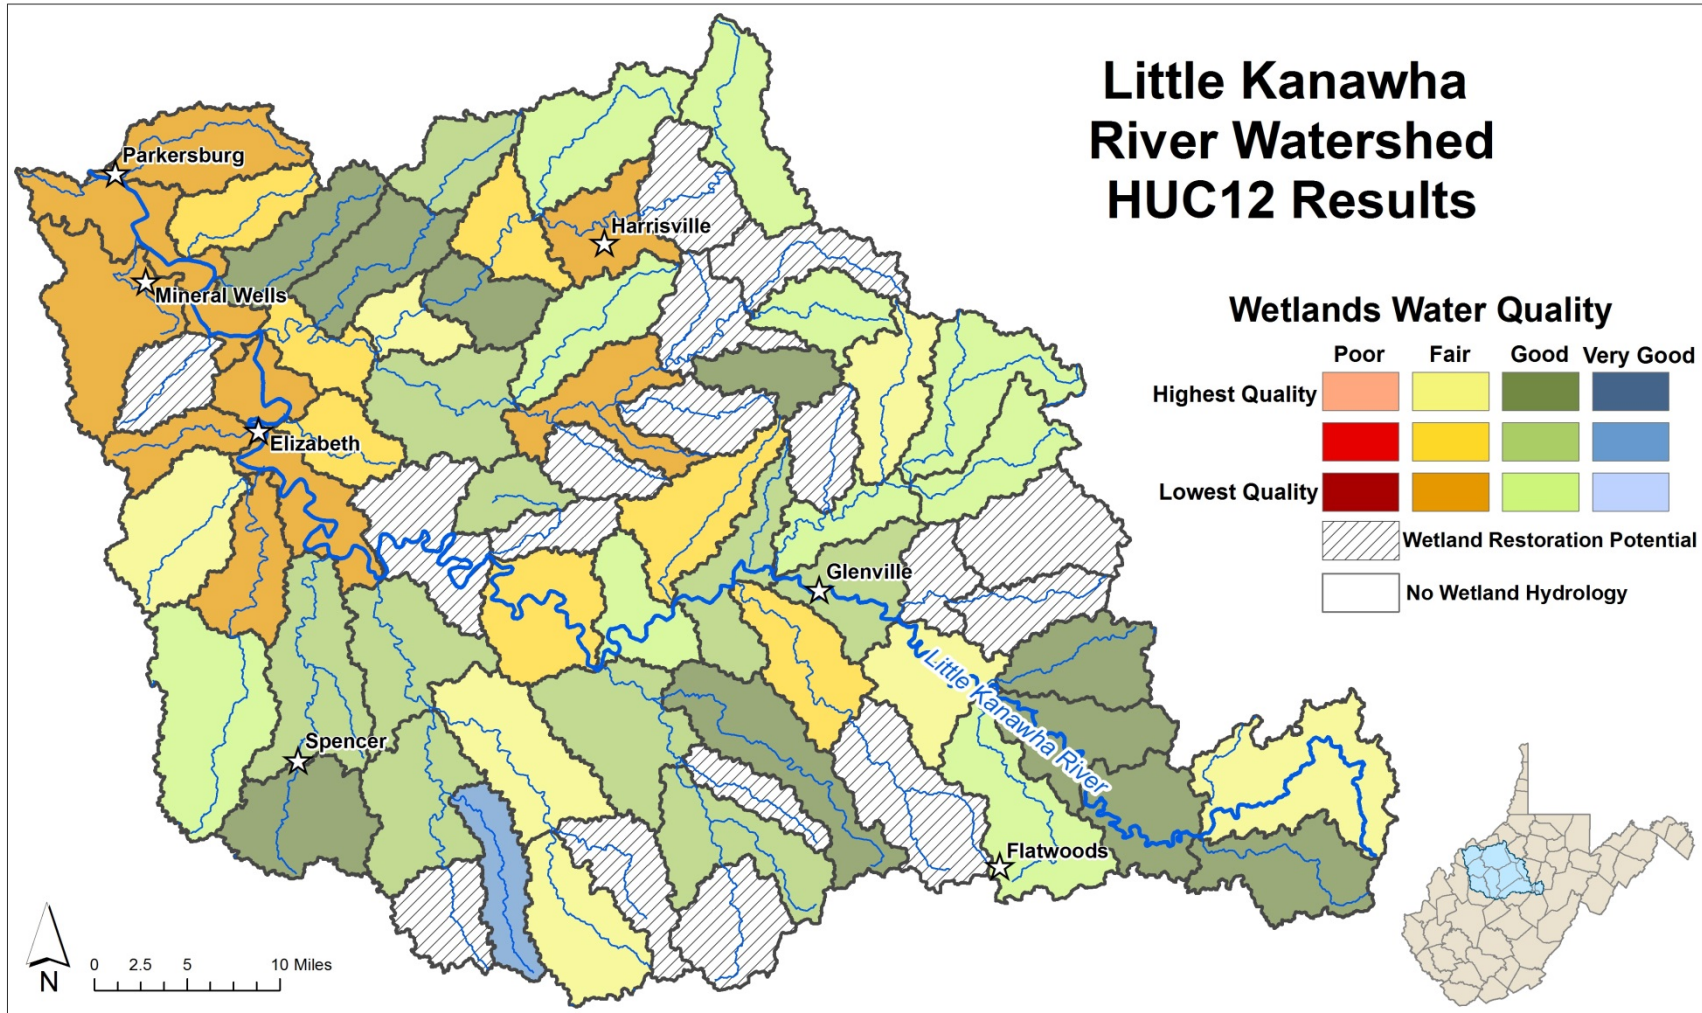 Little Kanawha
River Watershed
HUC12 Results
Parkersburg
Harrisville
Mineral Wells
Elizabeth
Glenville
Little Kanawha River
Spencer
Flatwoods
Wetlands Water Quality
Poor Fair Good Very Good
Highest Quality
Lowest Quality
Wetland Restoration Potential
No Wetland Hydrology
N
0 2.5 5 10 Miles